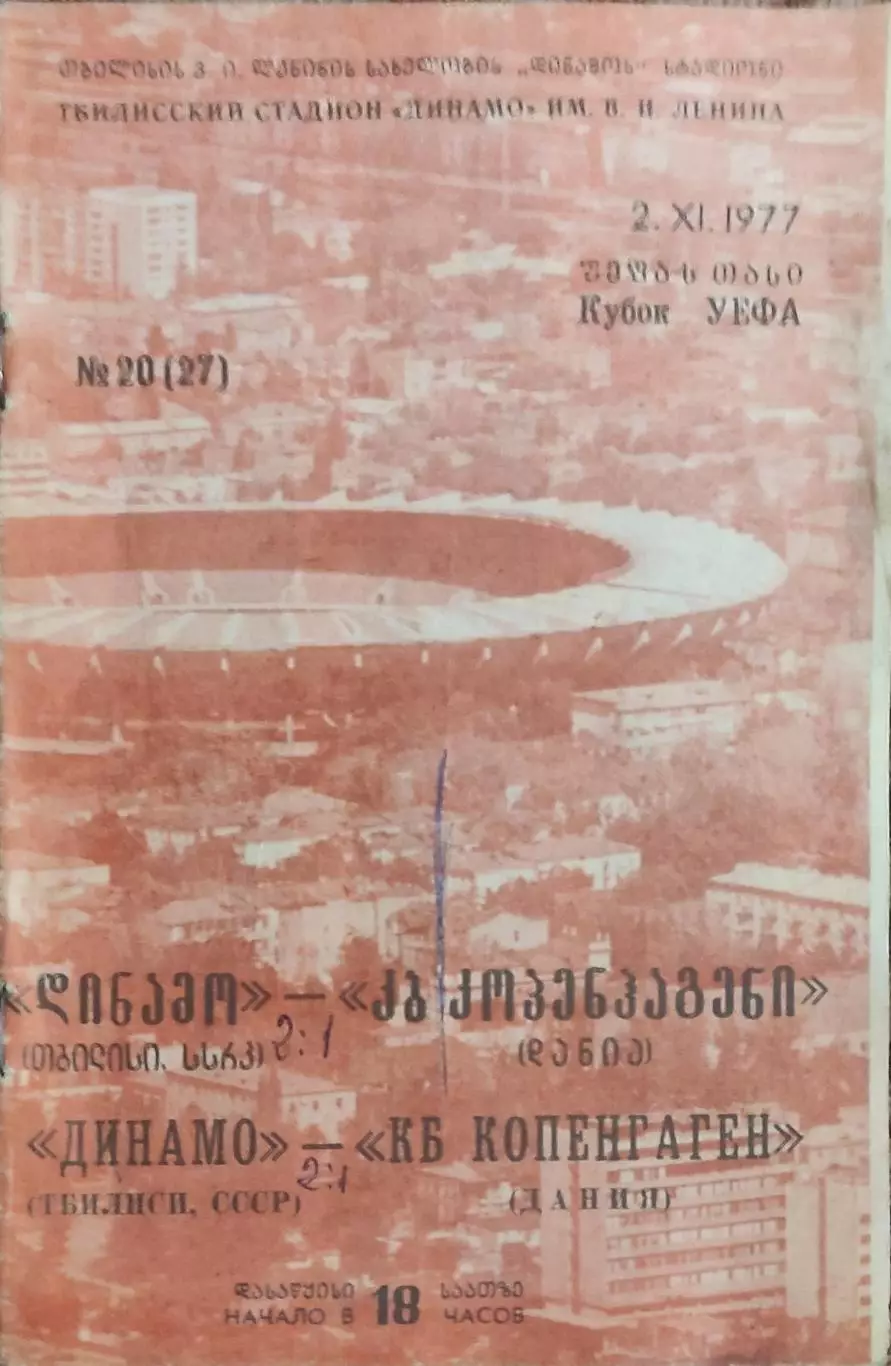 თბილისის ვ. ი. ლენინის სახელობის „დინამოს“ სტადიონი
ТБИЛИССКИЙ СТАДИОН «ДИНАМО» ИМ. В. И. ЛЕНИНА
2. XI. 1977
უეფა-ს თასი
Кубок УЕФА
№ 20 (27)
«დინამო» — «ქბ კოპენჰაგენი»
(თბილისი, სსრკ) 2:1 (დანია)
«ДИНАМО» — «КБ КОПЕНГАГЕН»
(ТБИЛИСИ, СССР) 2:1 (ДАНИЯ)
დასაწყისი 18 საათზე
НАЧАЛО В 18 ЧАСОВ